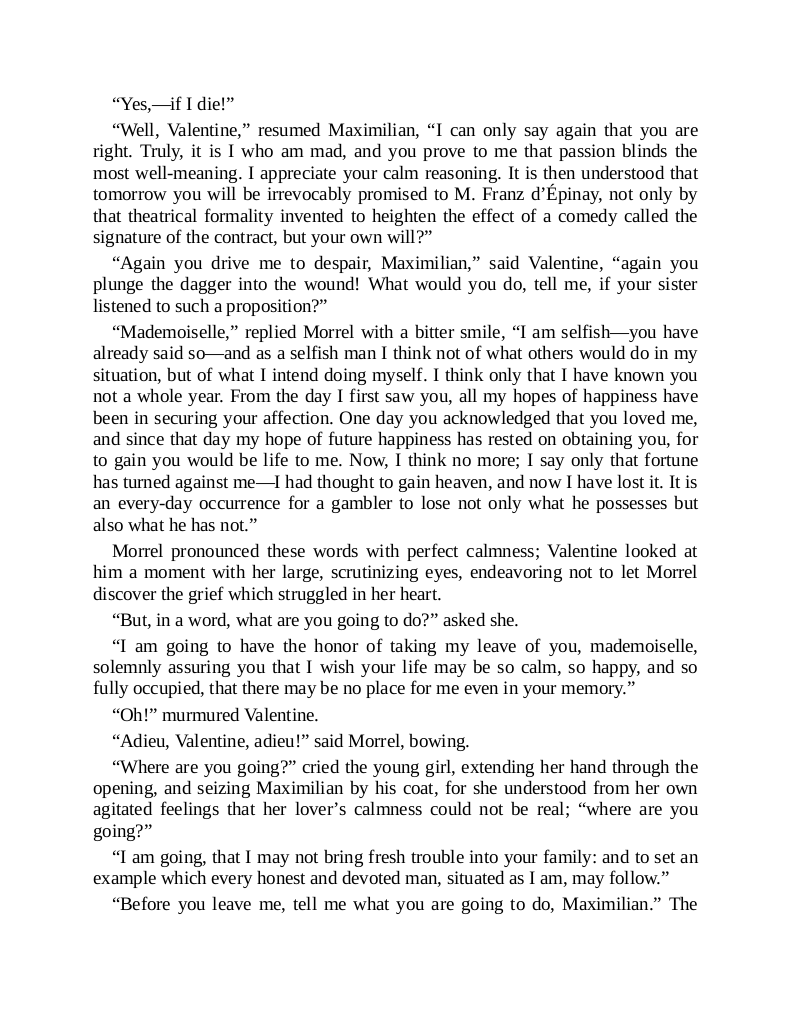 “Yes,—if I die!”
“Well, Valentine,” resumed Maximilian, “I can only say again that you are
right. Truly, it is I who am mad, and you prove to me that passion blinds the
most well-meaning. I appreciate your calm reasoning. It is then understood that
tomorrow you will be irrevocably promised to M. Franz d’Épinay, not only by
that theatrical formality invented to heighten the effect of a comedy called the
signature of the contract, but your own will?”
“Again you drive me to despair, Maximilian,” said Valentine, “again you
plunge the dagger into the wound! What would you do, tell me, if your sister
listened to such a proposition?”
“Mademoiselle,” replied Morrel with a bitter smile, “I am selfish—you have
already said so—and as a selfish man I think not of what others would do in my
situation, but of what I intend doing myself. I think only that I have known you
not a whole year. From the day I first saw you, all my hopes of happiness have
been in securing your affection. One day you acknowledged that you loved me,
and since that day my hope of future happiness has rested on obtaining you, for
to gain you would be life to me. Now, I think no more; I say only that fortune
has turned against me—I had thought to gain heaven, and now I have lost it. It is
an every-day occurrence for a gambler to lose not only what he possesses but
also what he has not.”
Morrel pronounced these words with perfect calmness; Valentine looked at
him a moment with her large, scrutinizing eyes, endeavoring not to let Morrel
discover the grief which struggled in her heart.
“But, in a word, what are you going to do?” asked she.
“I am going to have the honor of taking my leave of you, mademoiselle,
solemnly assuring you that I wish your life may be so calm, so happy, and so
fully occupied, that there may be no place for me even in your memory.”
“Oh!” murmured Valentine.
“Adieu, Valentine, adieu!” said Morrel, bowing.
“Where are you going?” cried the young girl, extending her hand through the
opening, and seizing Maximilian by his coat, for she understood from her own
agitated feelings that her lover’s calmness could not be real; “where are you
going?”
“I am going, that I may not bring fresh trouble into your family: and to set an
example which every honest and devoted man, situated as I am, may follow.”
“Before you leave me, tell me what you are going to do, Maximilian.” The